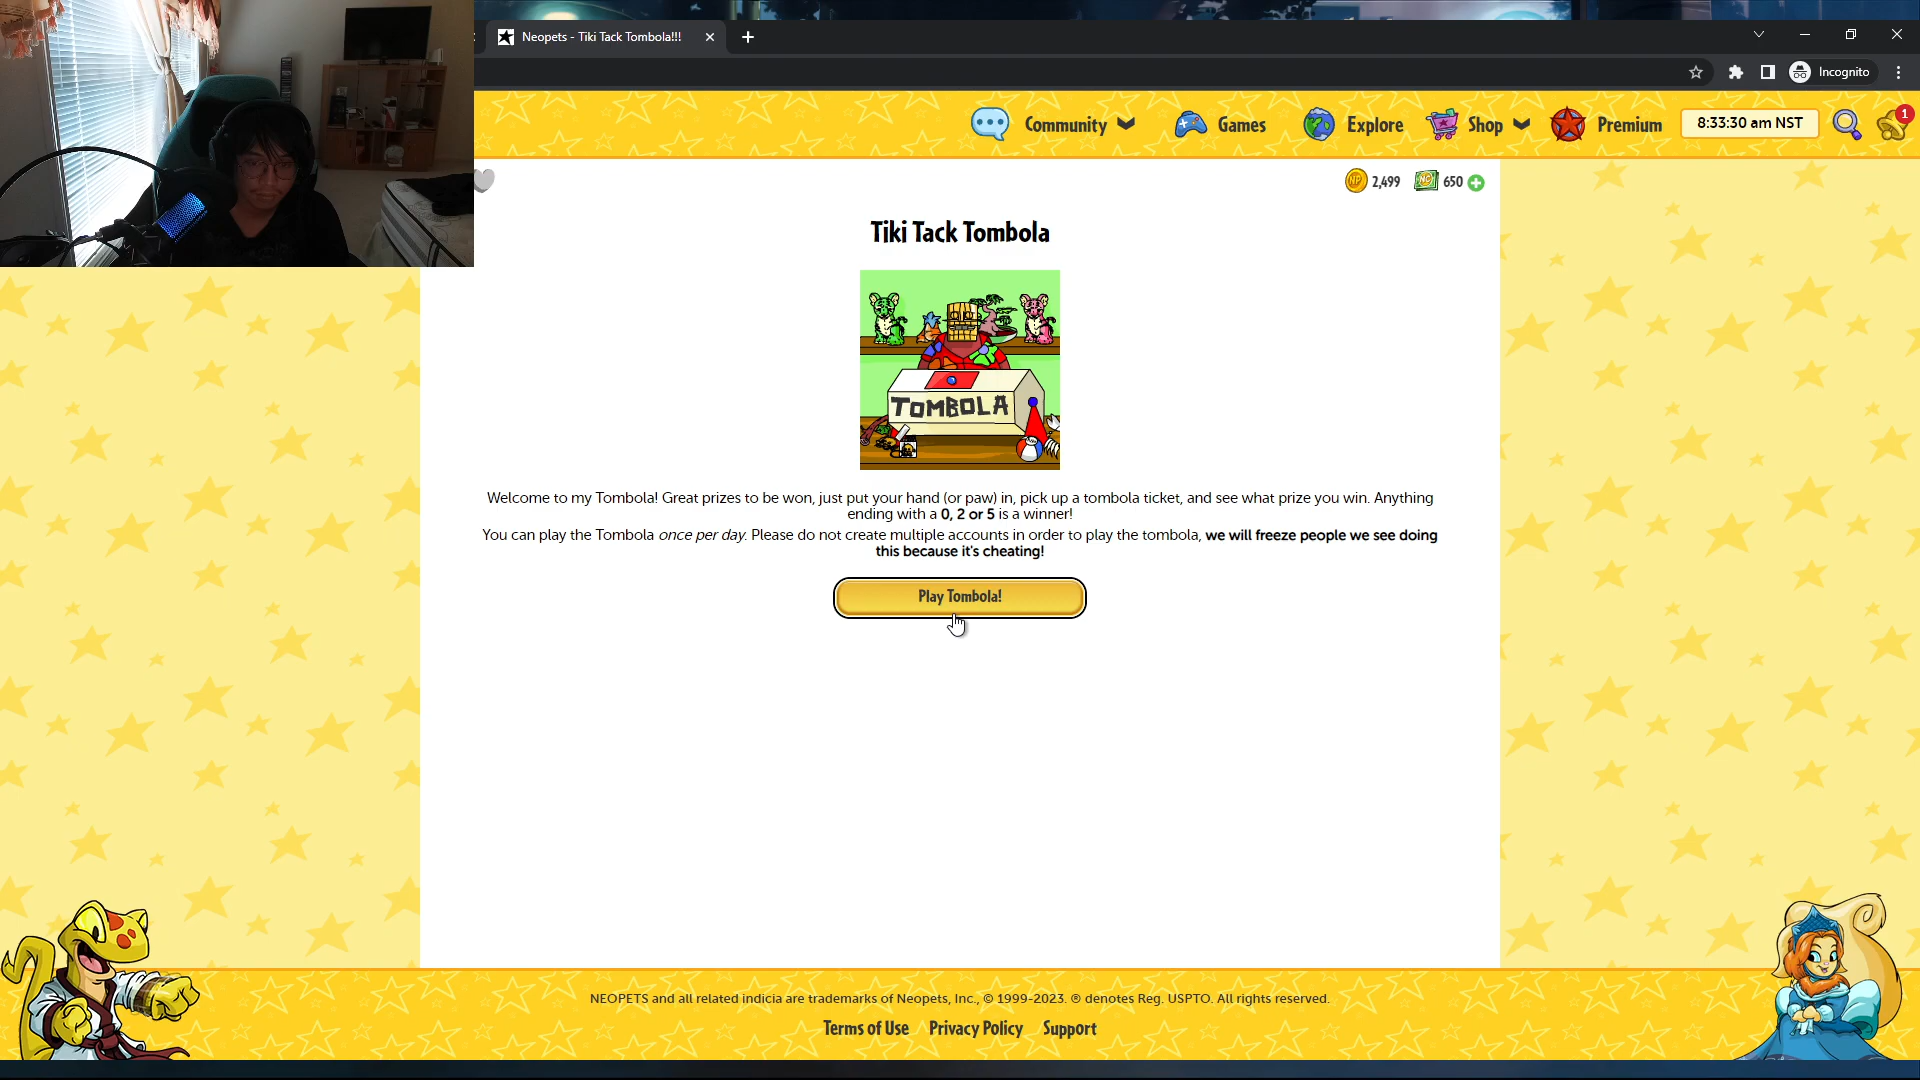 Neopets - Tiki Tack Tombola!!!
Incognito
Community
Games
Explore
Shop
Premium
8:33:30 am NST
1
NP 2,499
NC 650
Tiki Tack Tombola
TOMBOLA
Welcome to my Tombola! Great prizes to be won, just put your hand (or paw) in, pick up a tombola ticket, and see what prize you win. Anything
ending with a 0, 2 or 5 is a winner!
You can play the Tombola once per day. Please do not create multiple accounts in order to play the tombola, we will freeze people we see doing
this because it's cheating!
Play Tombola!
NEOPETS and all related indicia are trademarks of Neopets, Inc., © 1999-2023. ® denotes Reg. USPTO. All rights reserved.
Terms of Use Privacy Policy Support